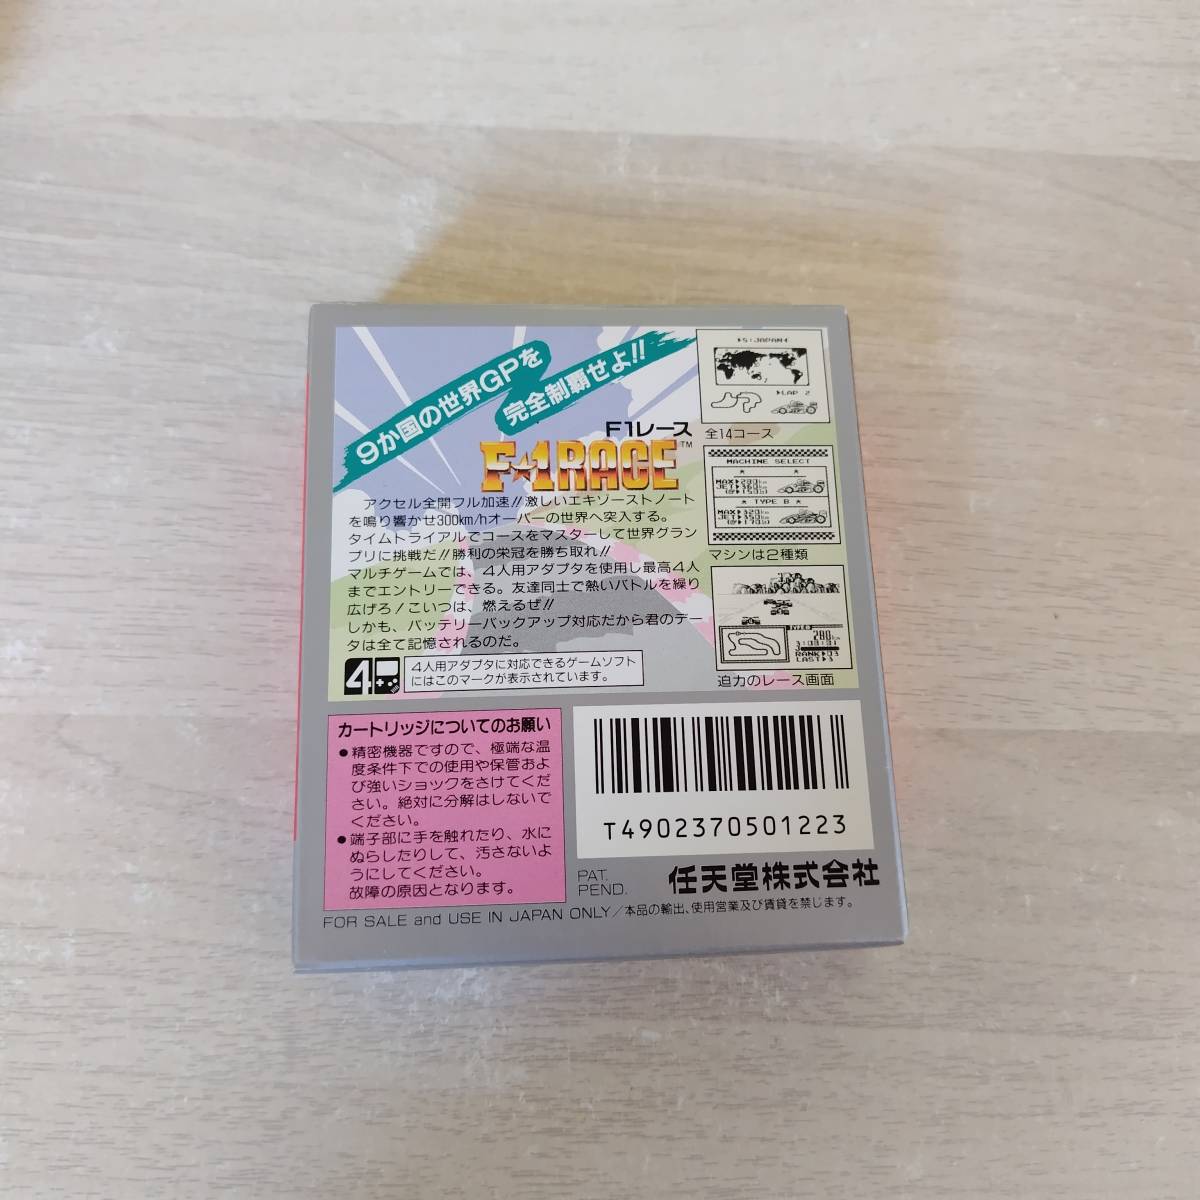 9か国の世界GPを
完全制覇せよ!!
F1レース
F★1 RACE™
アクセル全開フル加速!!激しいエキゾーストノート
を鳴り響かせ300km/hオーバーの世界へ突入する。
タイムトライアルでコースをマスターして世界グラン
プリに挑戦だ!!勝利の栄冠を勝ち取れ!!
マルチゲームでは、4人用アダプタを使用し最高4人
までエントリーできる。友達同士で熱いバトルを繰り
広げろ!こいつは、燃えるぜ!!
しかも、バッテリーバックアップ対応だから君のデー
タは全て記憶されるのだ。
4
4人用アダプタに対応できるゲームソフト
にはこのマークが表示されています。
5:JAPAN
LAP 2
全14コース
MACHINE SELECT
TYPE B
マシンは2種類
280km
RANK▶03
LAST▶3
迫力のレース画面
カートリッジについてのお願い
●精密機器ですので、極端な温
度条件下での使用や保管およ
び強いショックをさけてくだ
さい。絶対に分解はしないで
ください。
●端子部に手を触れたり、水に
ぬらしたりして、汚さないよ
うにしてください。
故障の原因となります。
T4902370501223
PAT.
PEND.
任天堂株式会社
FOR SALE and USE IN JAPAN ONLY/本品の輸出、使用営業及び賃貸を禁じます。